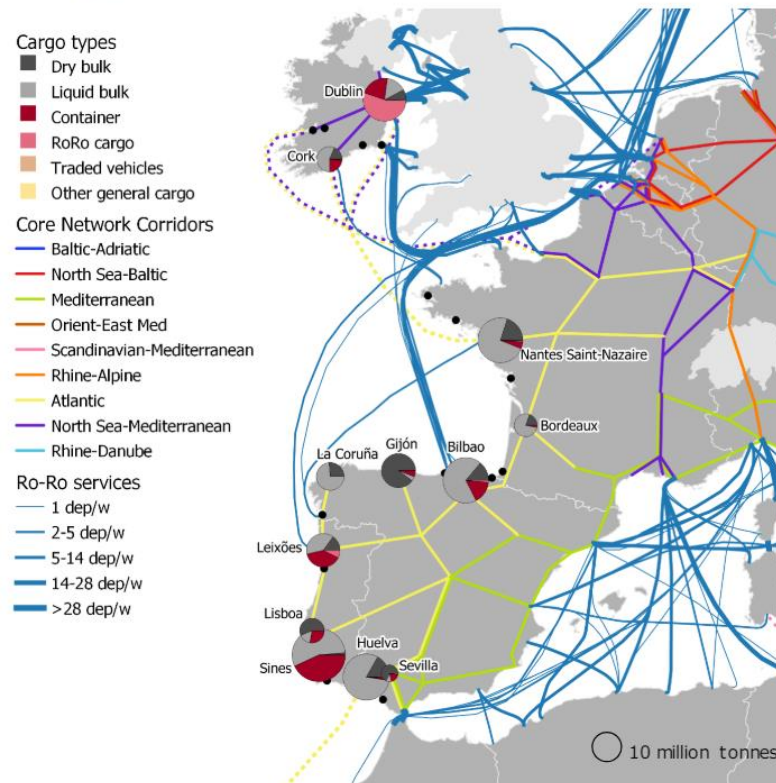 Cargo types
Dry bulk
Liquid bulk
Container
RoRo cargo
Traded vehicles
Other general cargo
Core Network Corridors
Baltic-Adriatic
North Sea-Baltic
Mediterranean
Orient-East Med
Scandinavian-Mediterranean
Rhine-Alpine
Atlantic
North Sea-Mediterranean
Rhine-Danube
Ro-Ro services
1 dep/w
2-5 dep/w
5-14 dep/w
14-28 dep/w
>28 dep/w
Dublin
Cork
Nantes Saint-Nazaire
Bordeaux
La Coruña
Gijón
Bilbao
Leixões
Lisboa
Huelva
Sines
Sevilla
10 million tonnes